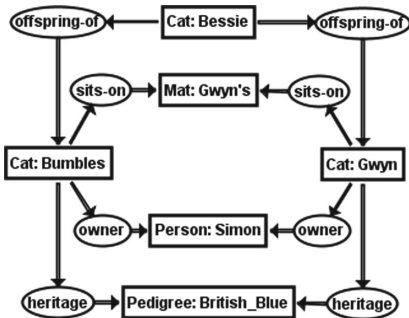 offspring-of Cat: Bessie offspring-of
sits-on Mat: Gwyn's sits-on
Cat: Bumbles Cat: Gwyn
owner Person: Simon owner
heritage Pedigree: British_Blue heritage